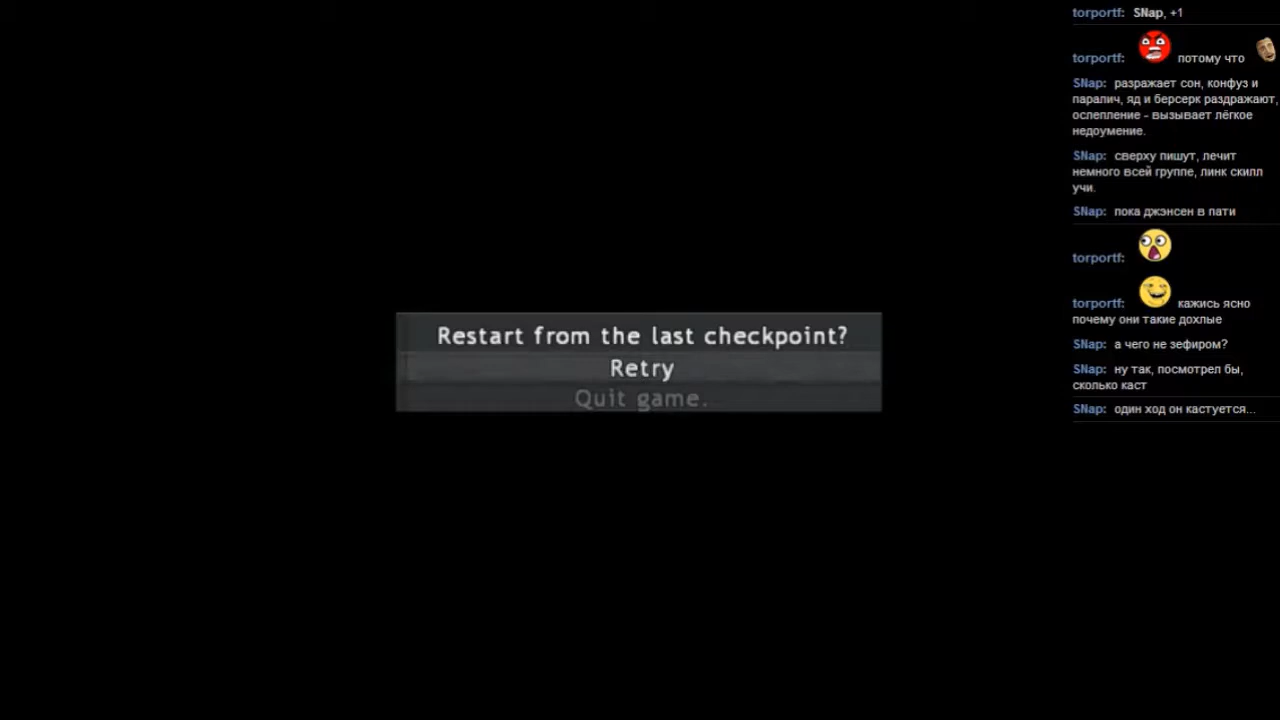 Restart from the last checkpoint?
Retry
Quit game.
torportf: SNap, +1
torportf: потому что
SNap: разражает сон, конфуз и
паралич, яд и берсерк раздражают,
ослепление - вызывает лёгкое
недоумение.
SNap: сверху пишут, лечит
немного всей группе, линк скилл
учи.
SNap: пока джэнсен в пати
torportf:
torportf: кажись ясно
почему они такие дохлые
SNap: а чего не зефиром?
SNap: ну так, посмотрел бы,
сколько каст
SNap: один ход он кастуется...